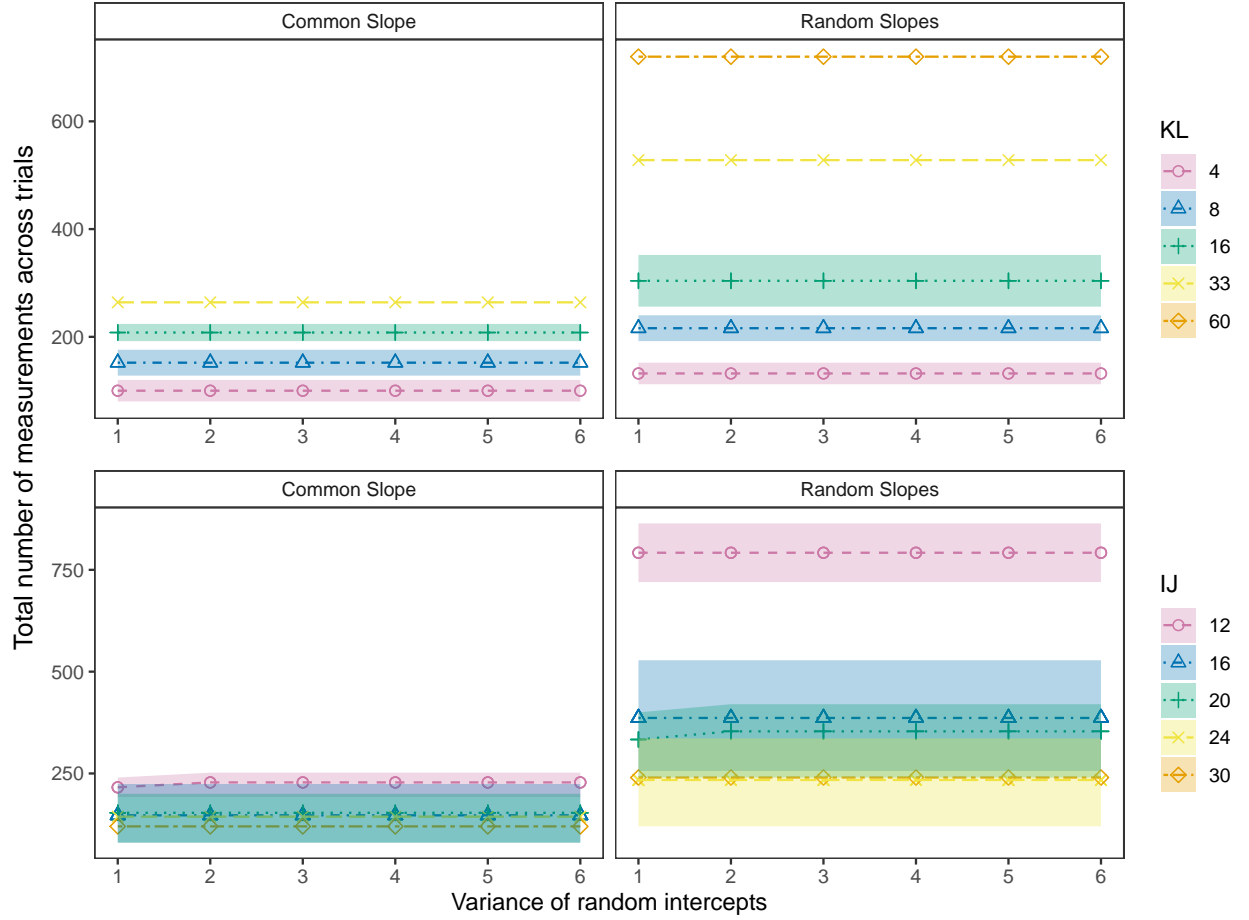 Common Slope
Random Slopes
Total number of measurements across trials
600
400
200
1 2 3 4 5 6
1 2 3 4 5 6
KL
4
8
16
33
60
Common Slope
Random Slopes
750
500
250
1 2 3 4 5 6
1 2 3 4 5 6
Variance of random intercepts
IJ
12
16
20
24
30